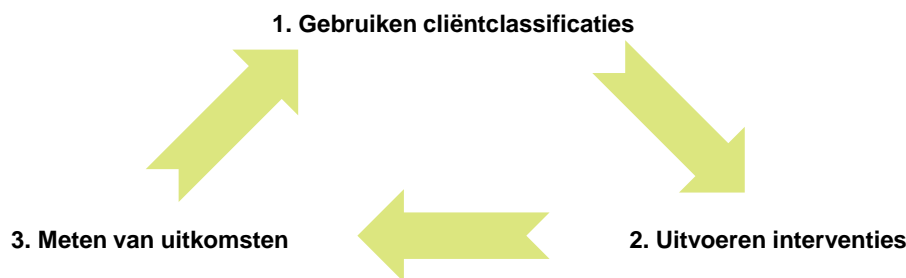 1. Gebruiken cliëntclassificaties
3. Meten van uitkomsten
2. Uitvoeren interventies